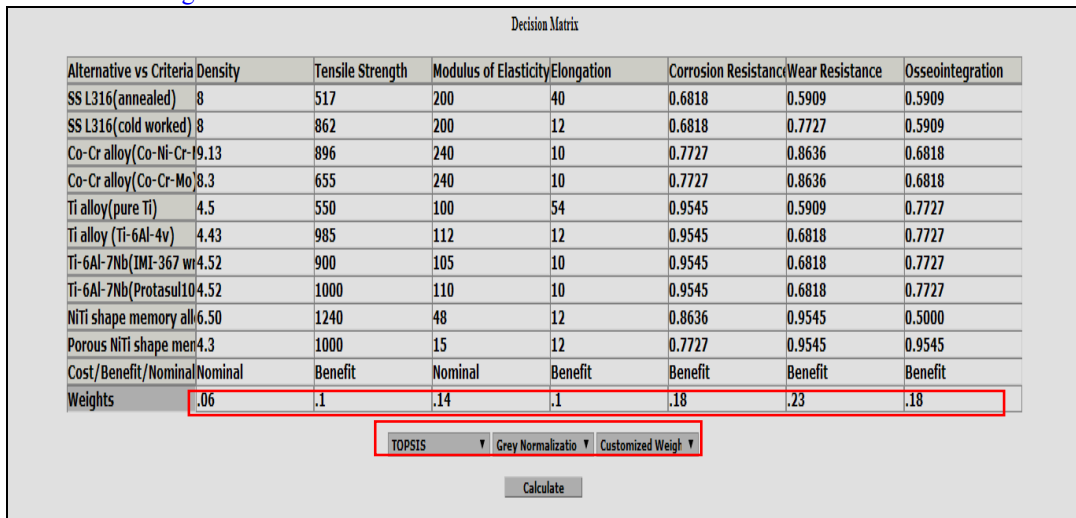 Decision Matrix
Alternative vs Criteria Density Tensile Strength Modulus of Elasticity Elongation Corrosion Resistance Wear Resistance Osseointegration
SS L316(annealed) 8 517 200 40 0.6818 0.5909 0.5909
SS L316(cold worked) 8 862 200 12 0.6818 0.7727 0.5909
Co-Cr alloy(Co-Ni-Cr- 9.13 896 240 10 0.7727 0.8636 0.6818
Co-Cr alloy(Co-Cr-Mo) 8.3 655 240 10 0.7727 0.8636 0.6818
Ti alloy(pure Ti) 4.5 550 100 54 0.9545 0.5909 0.7727
Ti alloy (Ti-6Al-4v) 4.43 985 112 12 0.9545 0.6818 0.7727
Ti-6Al-7Nb(IMI-367 4.52 900 105 10 0.9545 0.6818 0.7727
Ti-6Al-7Nb(Protasul10 4.52 1000 110 10 0.9545 0.6818 0.7727
NiTi shape memory 6.50 1240 48 12 0.8636 0.9545 0.5000
Porous NiTi shape 4.3 1000 15 12 0.7727 0.9545 0.9545
Cost/Benefit/Nominal Nominal Benefit Nominal Benefit Benefit Benefit Benefit
Weights .06 .1 .14 .1 .18 .23 .18
TOPSIS Grey Normalizatio Customized Weigh
Calculate